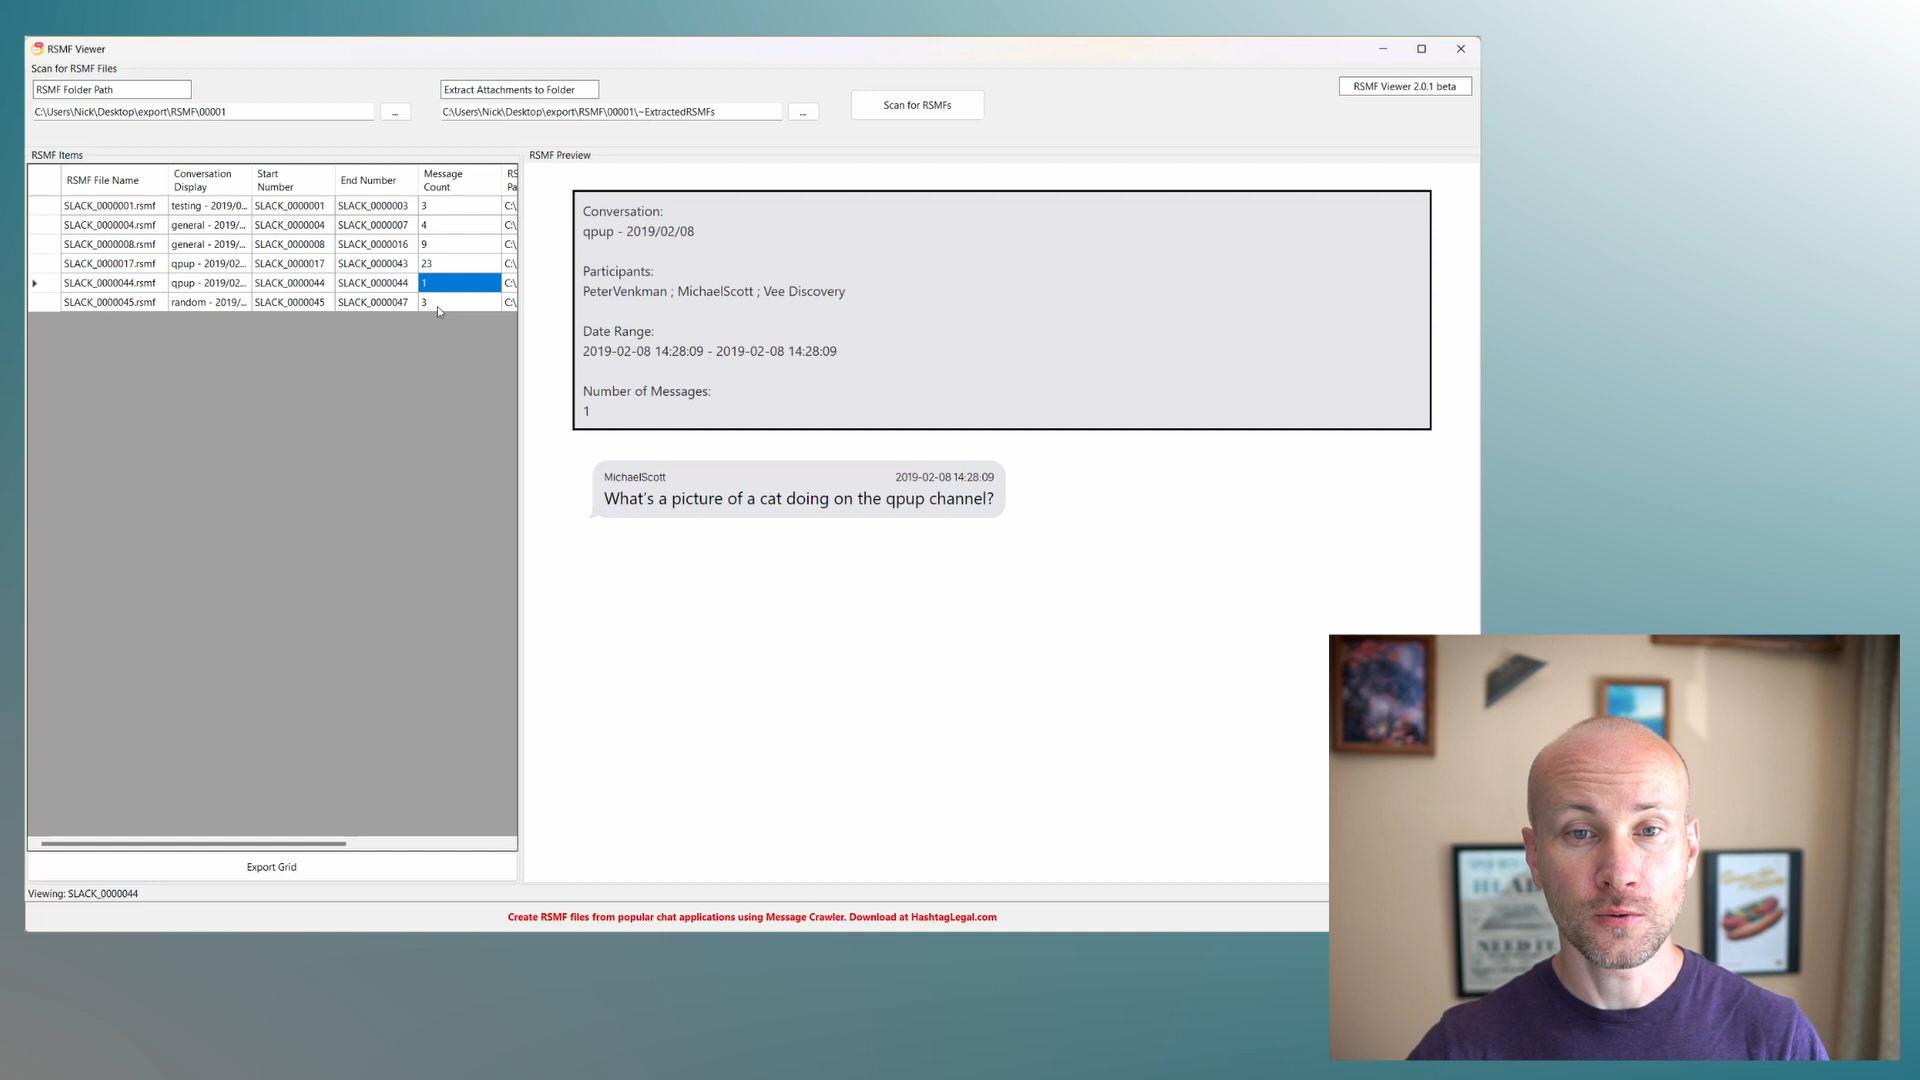 RSMF Viewer
Scan for RSMF Files
RSMF Folder Path
Extract Attachments to Folder
RSMF Viewer 2.0.1 beta
C:\Users\Nick\Desktop\export\RSMF\00001
...
C:\Users\Nick\Desktop\export\RSMF\00001\~ExtractedRSMFs
...
Scan for RSMFs
RSMF Items
RSMF File Name
Conversation Display
Start Number
End Number
Message Count
RS
Pa
SLACK_0000001.rsmf testing - 2019/0... SLACK_0000001 SLACK_0000003 3 C:\
SLACK_0000004.rsmf general - 2019/... SLACK_0000004 SLACK_0000007 4 C:\
SLACK_0000008.rsmf general - 2019/... SLACK_0000008 SLACK_0000016 9 C:\
SLACK_0000017.rsmf qpup - 2019/02... SLACK_0000017 SLACK_0000043 23 C:\
SLACK_0000044.rsmf qpup - 2019/02... SLACK_0000044 SLACK_0000044 1 C:\
SLACK_0000045.rsmf random - 2019/... SLACK_0000045 SLACK_0000047 3 C:\
Export Grid
Viewing: SLACK_0000044
RSMF Preview
Conversation:
qpup - 2019/02/08
Participants:
PeterVenkman ; MichaelScott ; Vee Discovery
Date Range:
2019-02-08 14:28:09 - 2019-02-08 14:28:09
Number of Messages:
1
MichaelScott 2019-02-08 14:28:09
What's a picture of a cat doing on the qpup channel?
Create RSMF files from popular chat applications using Message Crawler. Download at HashtagLegal.com
NEED IT